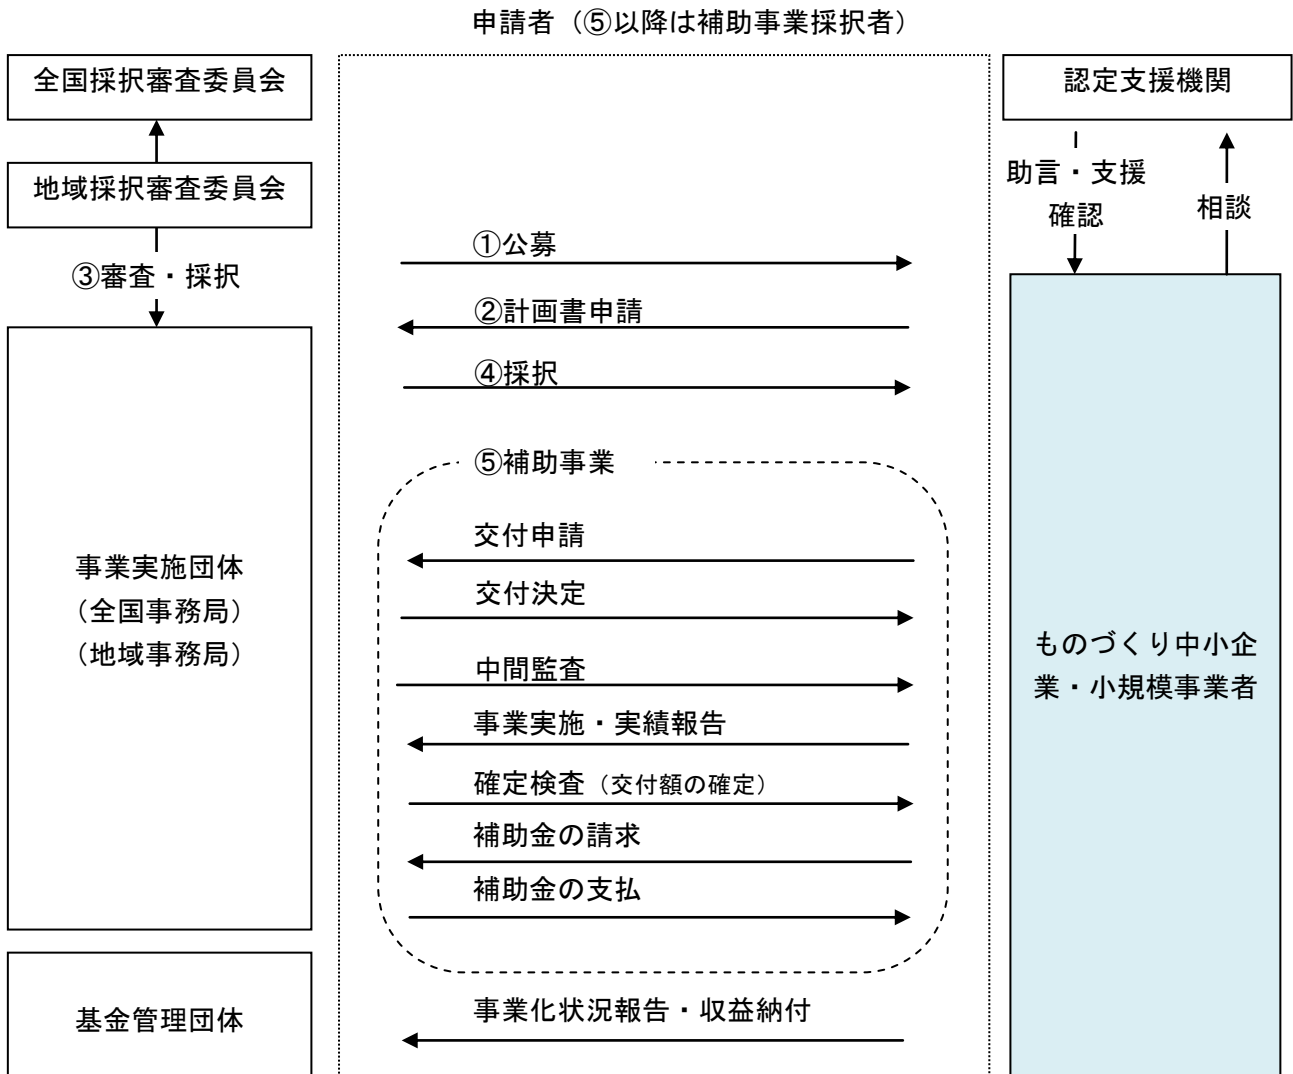 申請者（⑤以降は補助事業採択者）
全国採択審査委員会
地域採択審査委員会
③審査・採択
事業実施団体
（全国事務局）
（地域事務局）
基金管理団体
①公募
②計画書申請
④採択
⑤補助事業
交付申請
交付決定
中間監査
事業実施・実績報告
確定検査（交付額の確定）
補助金の請求
補助金の支払
事業化状況報告・収益納付
認定支援機関
助言・支援
確認
相談
ものづくり中小企
業・小規模事業者